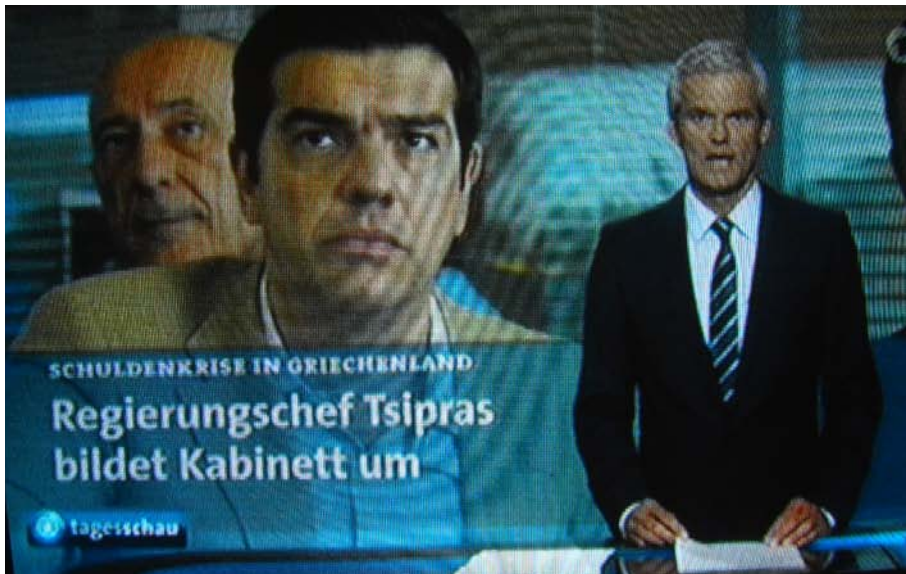 SCHULDENKRISE IN GRIECHENLAND
Regierungschef Tsipras
bildet Kabinett um
tagesschau